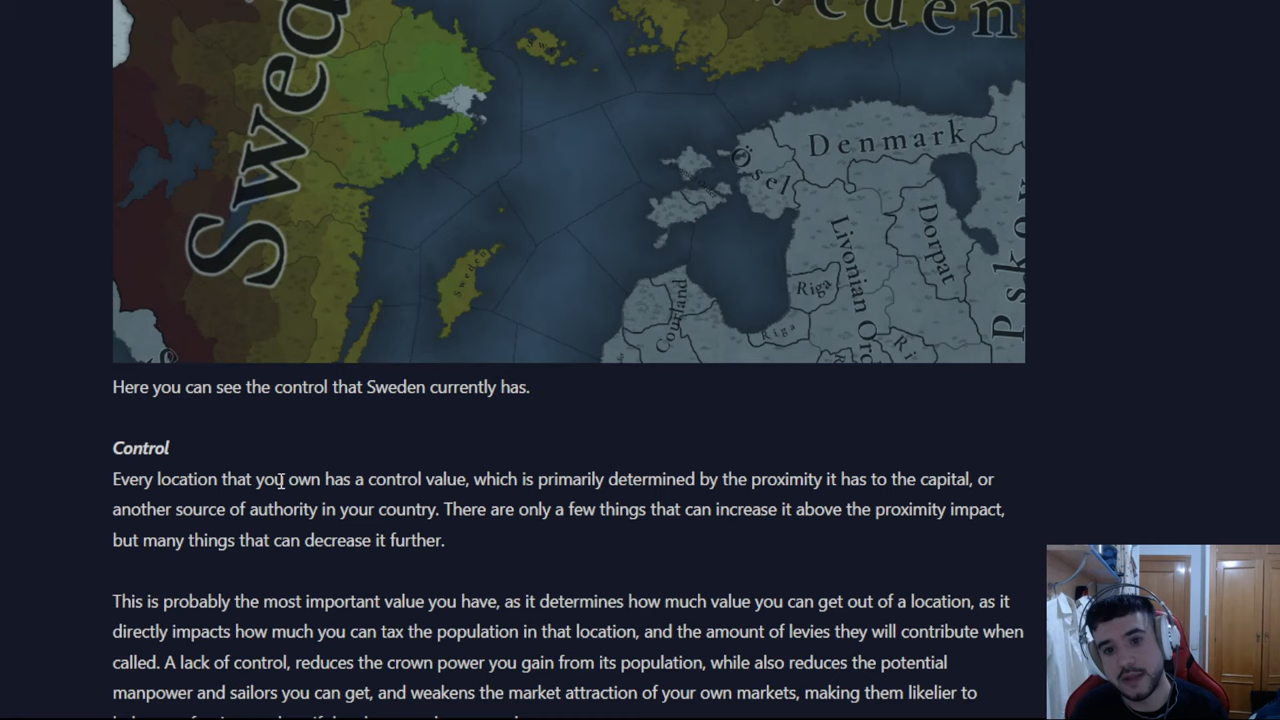 Sweden
eden
Swe
Sweden
Denmark
Ösel
Dorpat
Livonian Ord
Pskov
Riga
Riga
Ri
Courland
Here you can see the control that Sweden currently has.
Control
Every location that you own has a control value, which is primarily determined by the proximity it has to the capital, or
another source of authority in your country. There are only a few things that can increase it above the proximity impact,
but many things that can decrease it further.
This is probably the most important value you have, as it determines how much value you can get out of a location, as it
directly impacts how much you can tax the population in that location, and the amount of levies they will contribute when
called. A lack of control, reduces the crown power you gain from its population, while also reduces the potential
manpower and sailors you can get, and weakens the market attraction of your own markets, making them likelier to